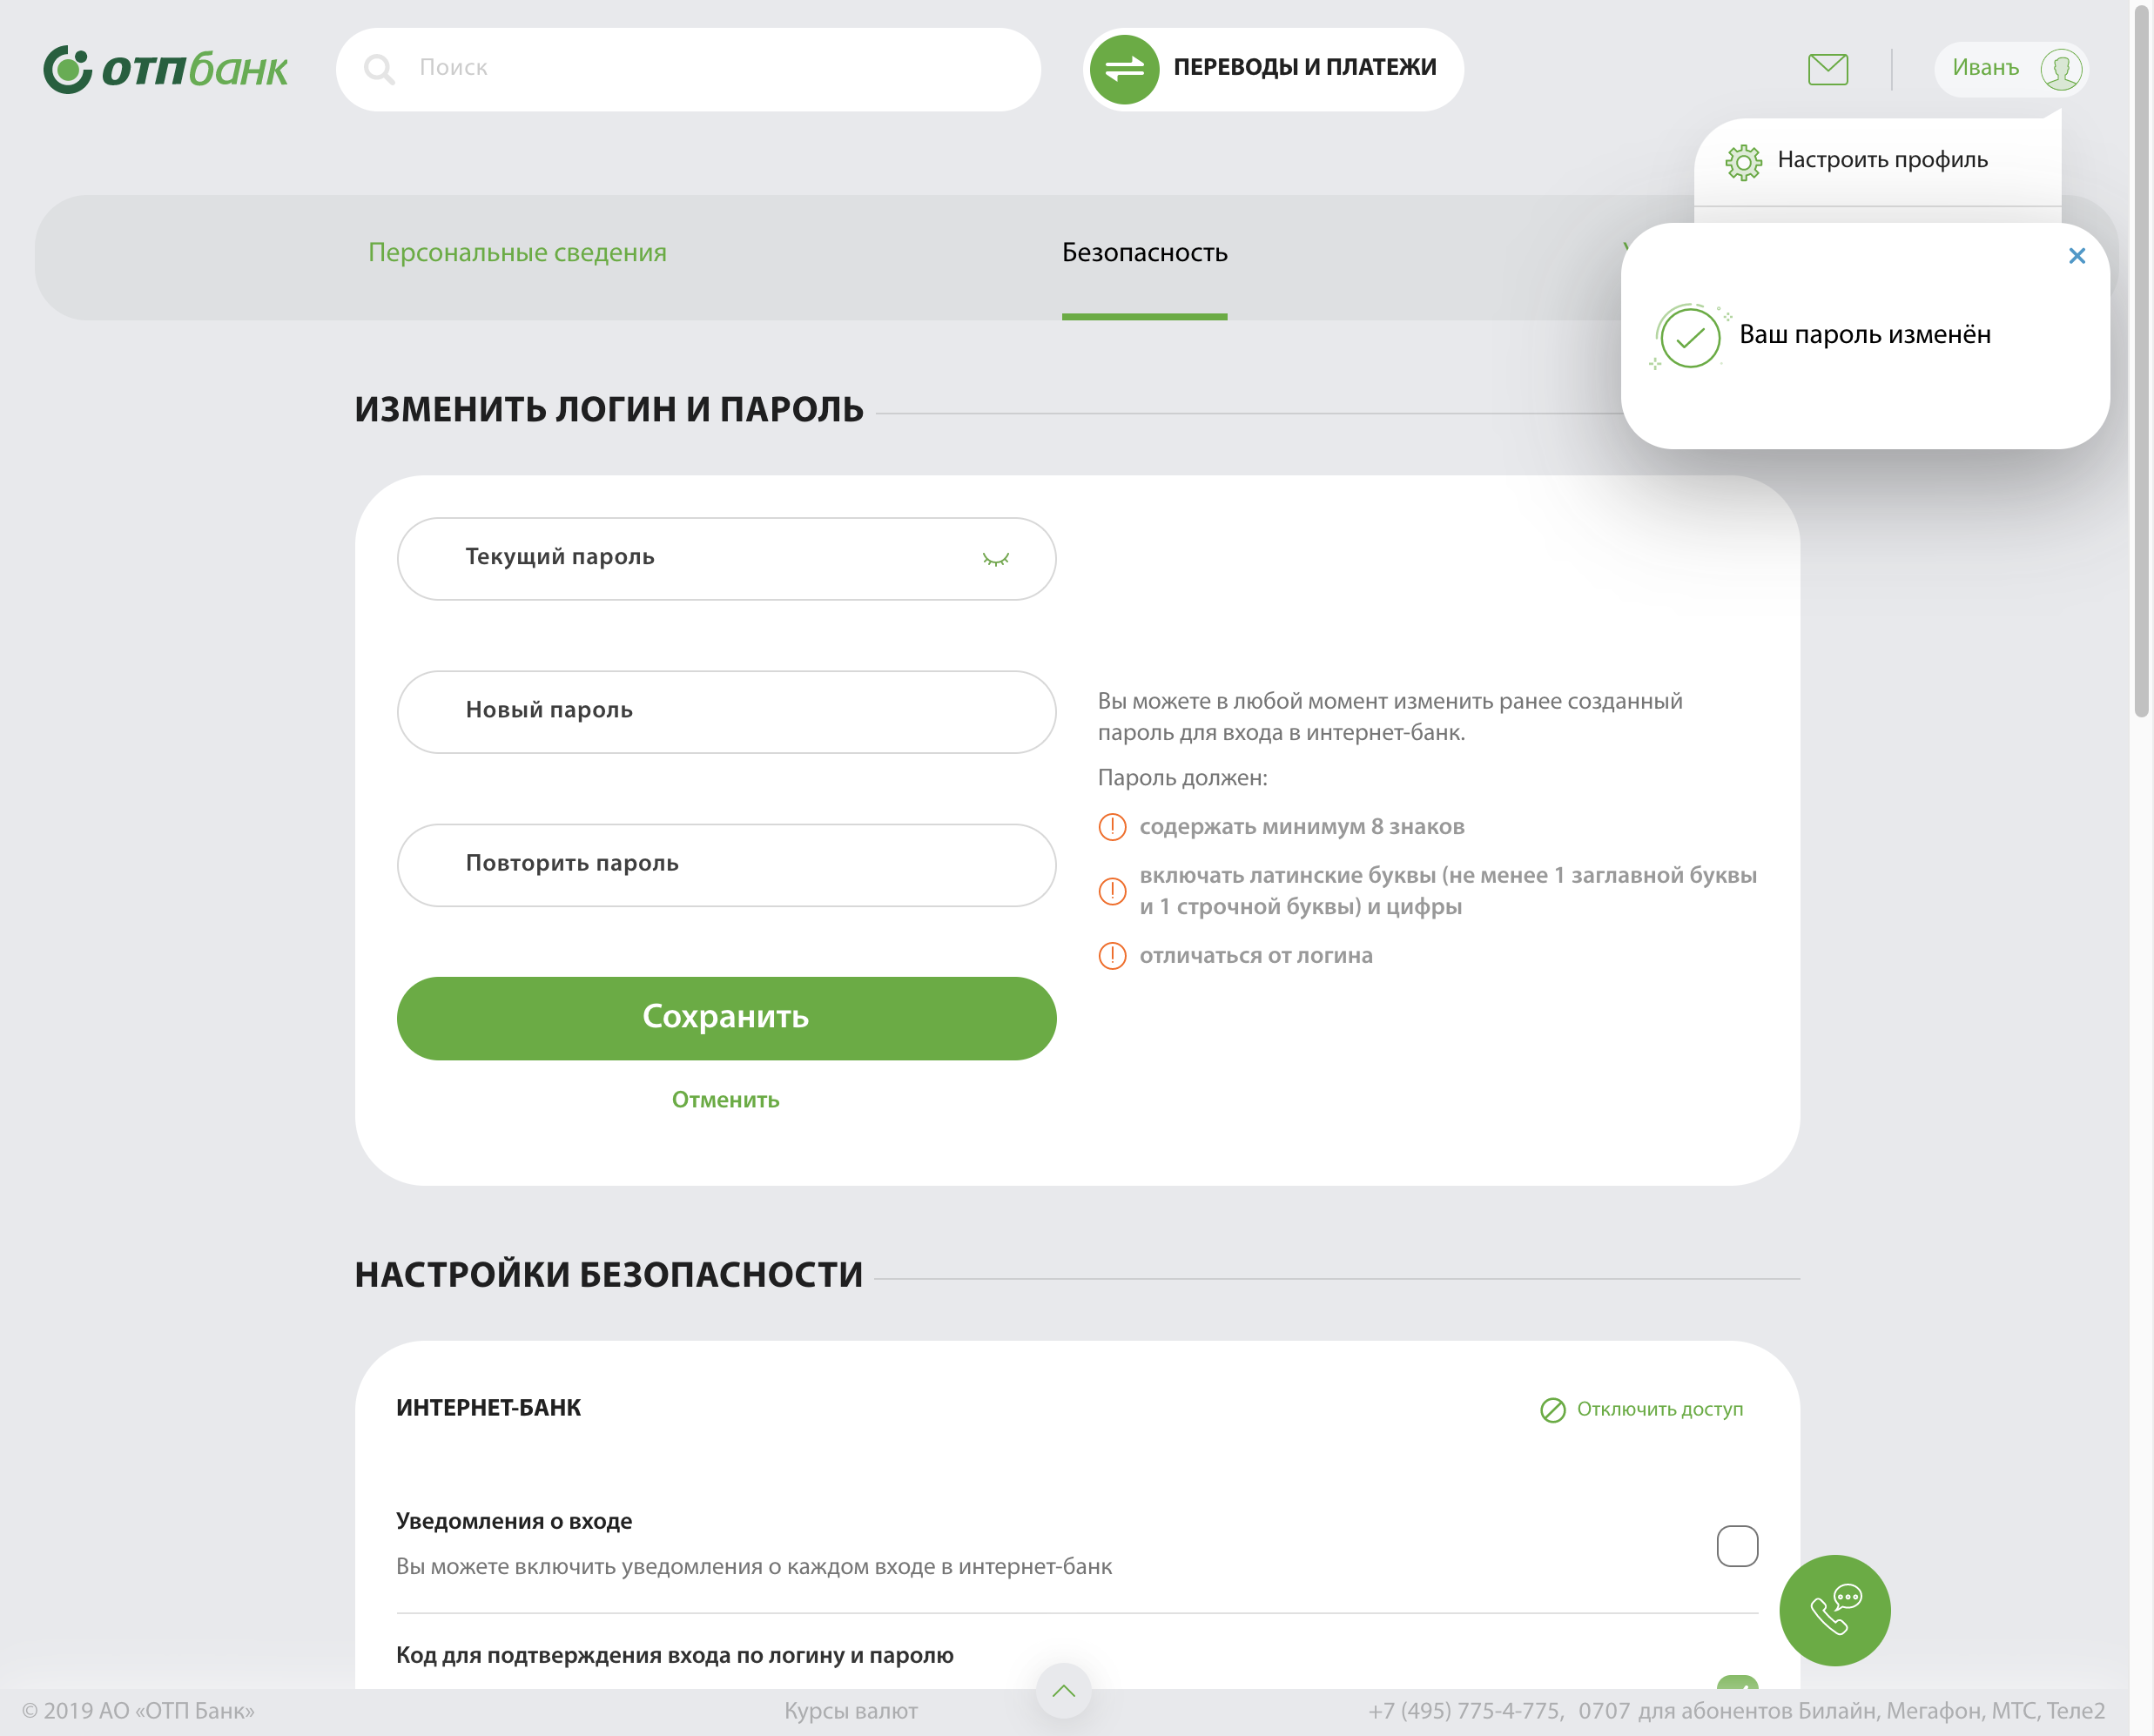 отпбанк
Поиск
ПЕРЕВОДЫ И ПЛАТЕЖИ
Иванъ
Настроить профиль
Персональные сведения
Безопасность
Ваш пароль изменён
ИЗМЕНИТЬ ЛОГИН И ПАРОЛЬ
Текущий пароль
Новый пароль
Повторить пароль
Сохранить
Отменить
Вы можете в любой момент изменить ранее созданный
пароль для входа в интернет-банк.
Пароль должен:
содержать минимум 8 знаков
включать латинские буквы (не менее 1 заглавной буквы
и 1 строчной буквы) и цифры
отличаться от логина
НАСТРОЙКИ БЕЗОПАСНОСТИ
ИНТЕРНЕТ-БАНК
Отключить доступ
Уведомления о входе
Вы можете включить уведомления о каждом входе в интернет-банк
Код для подтверждения входа по логину и паролю
© 2019 АО «ОТП Банк»
Курсы валют
+7 (495) 775-4-775, 0707 для абонентов Билайн, Мегафон, МТС, Теле2